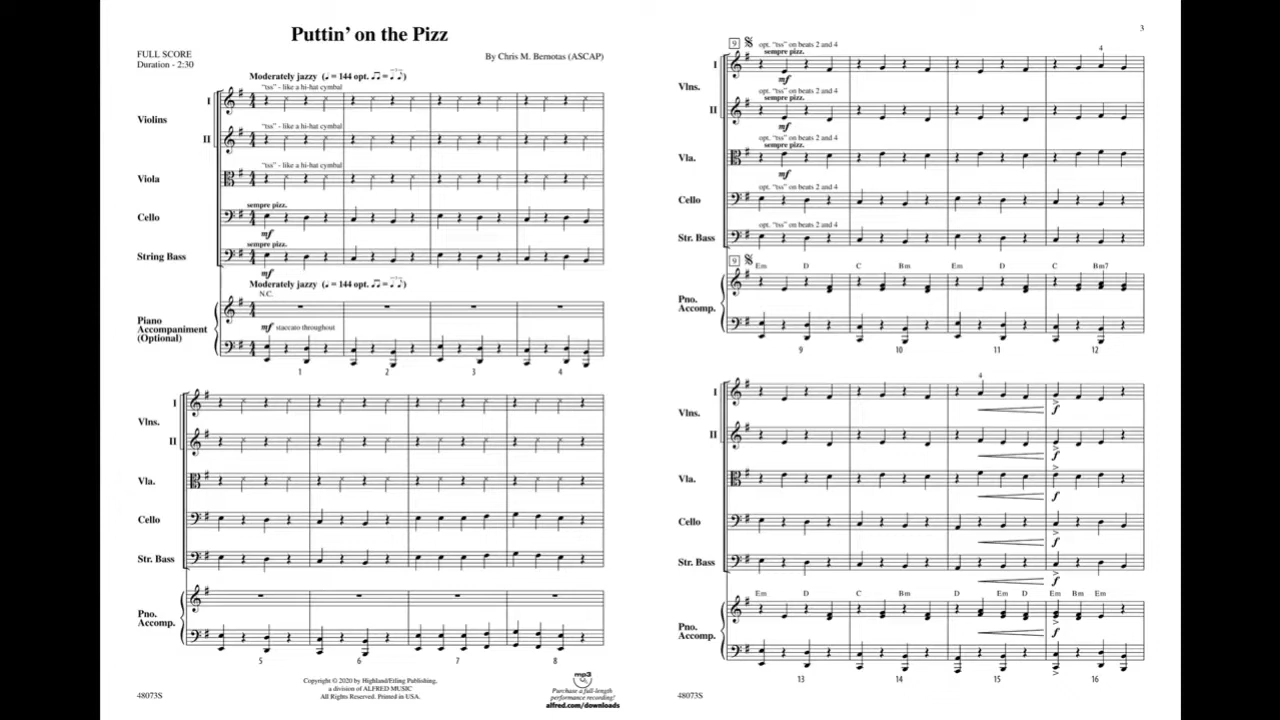 Puttin' on the Pizz
FULL SCORE
Duration - 2:30
By Chris M. Bernotas (ASCAP)
Moderately jazzy (♩ = 144 opt. ♫ = ♩ ♪)
"tss" - like a hi-hat cymbal
Violins
I
"tss" - like a hi-hat cymbal
II
"tss" - like a hi-hat cymbal
Viola
sempre pizz.
Cello
mf
sempre pizz.
String Bass
mf
Moderately jazzy (♩ = 144 opt. ♫ = ♩ ♪)
N.C.
Piano
Accompaniment
(Optional)
mf staccato throughout
1 2 3 4
I
Vlns.
II
Vla.
Cello
Str. Bass
Pno.
Accomp.
5 6 7 8
Copyright © 2020 by Highland/Etling Publishing,
a division of ALFRED MUSIC
All Rights Reserved. Printed in USA.
48073S
mp3
Purchase a full-length
performance recording!
alfred.com/downloads
3
9
opt. "tss" on beats 2 and 4
sempre pizz.
4
I
mf
Vlns.
opt. "tss" on beats 2 and 4
sempre pizz.
II
mf
opt. "tss" on beats 2 and 4
sempre pizz.
Vla.
mf
opt. "tss" on beats 2 and 4
Cello
opt. "tss" on beats 2 and 4
Str. Bass
9
Em D C Bm Em D C Bm7
Pno.
Accomp.
9 10 11 12
4
I
f
Vlns.
II
f
Vla.
f
Cello
f
Str. Bass
f
Em D C Bm D Em D Em Bm Em
Pno.
Accomp.
f
13 14 15 16
48073S